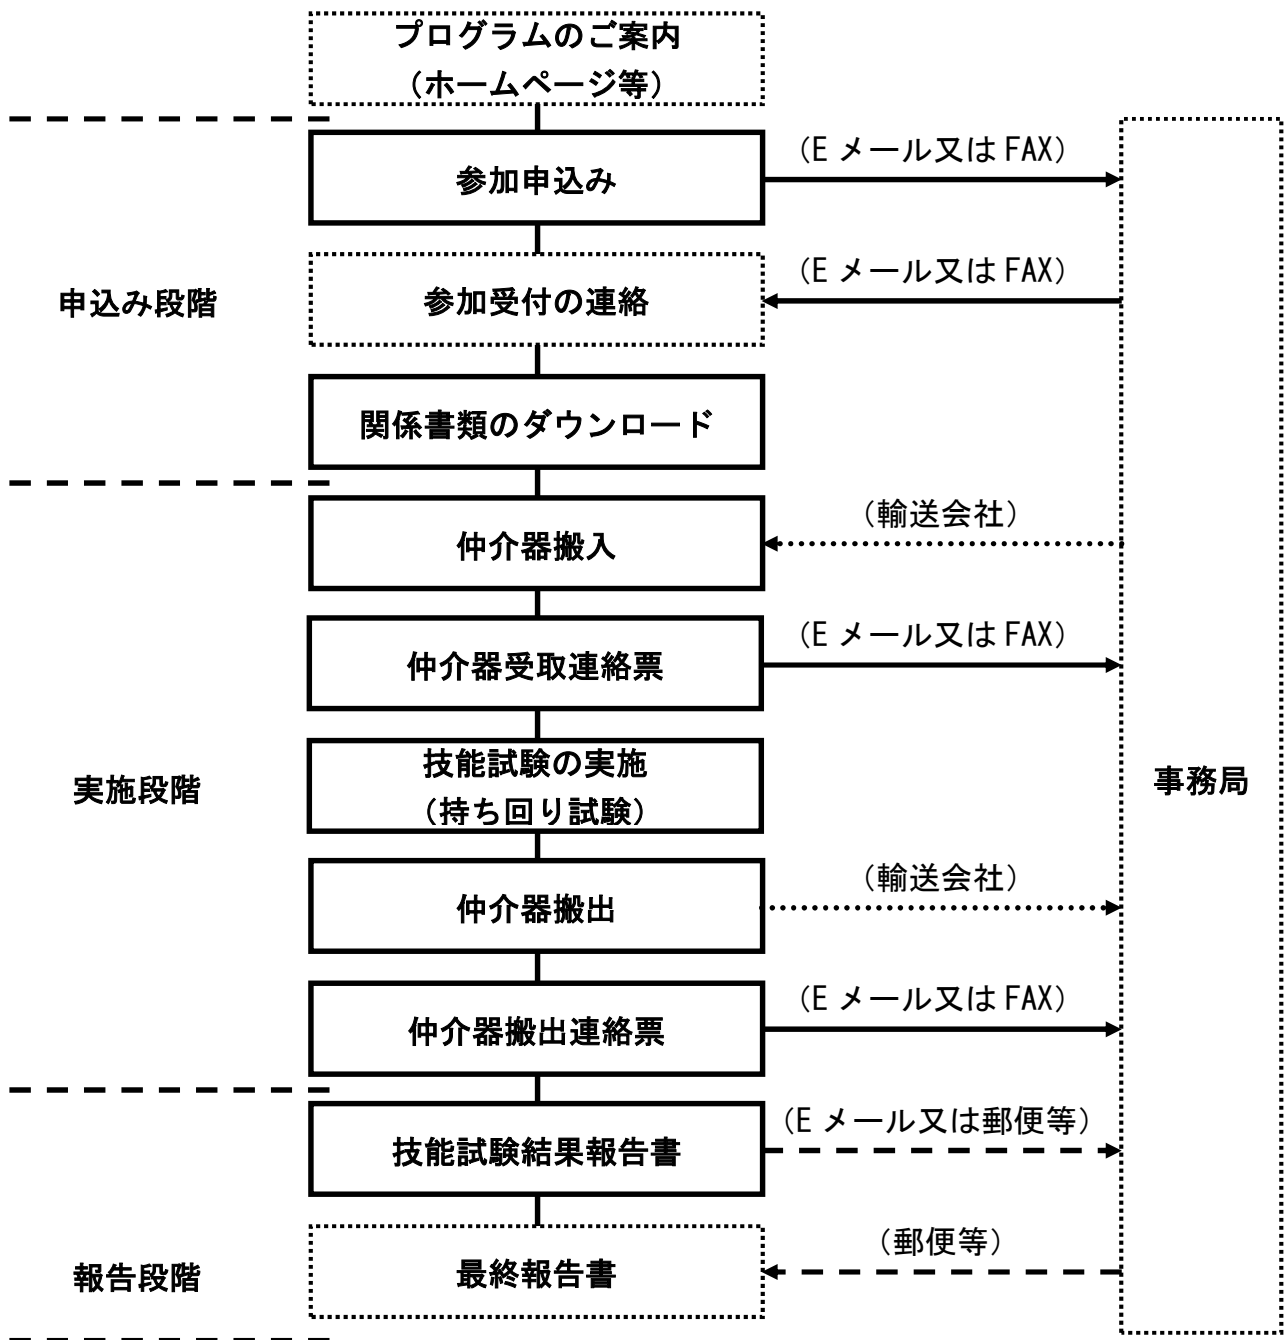 プログラムのご案内
（ホームページ等）
参加申込み
（E メール又は FAX）
申込み段階
参加受付の連絡
（E メール又は FAX）
関係書類のダウンロード
仲介器搬入
（輸送会社）
仲介器受取連絡票
（E メール又は FAX）
実施段階
技能試験の実施
（持ち回り試験）
事務局
仲介器搬出
（輸送会社）
仲介器搬出連絡票
（E メール又は FAX）
技能試験結果報告書
（E メール又は郵便等）
報告段階
最終報告書
（郵便等）